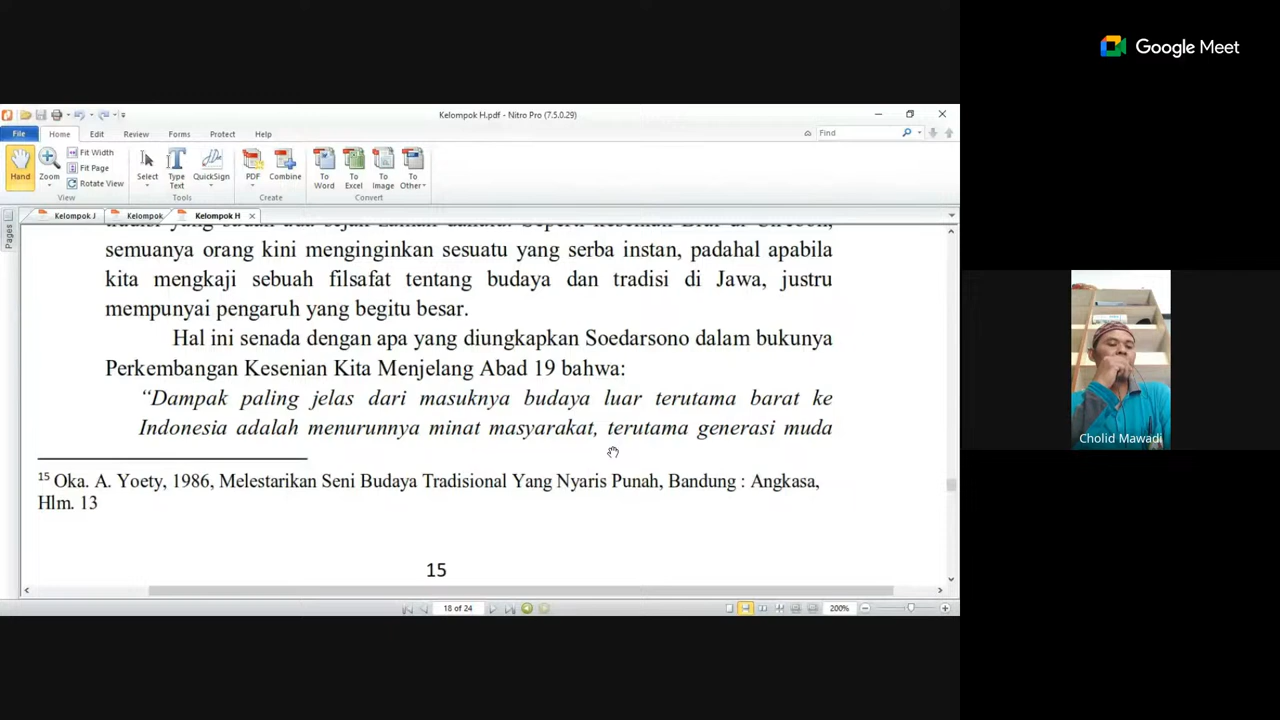 Google Meet
Kelompok H.pdf - Nitro Pro (7.5.0.29)
File Home Edit Review Forms Protect Help
Find
Hand
Zoom
Fit Width
Fit Page
Rotate View
Select
Type Text
QuickSign
PDF
Combine
To Word
To Excel
To Image
To Other
View Tools Create Convert
Kelompok J Kelompok Kelompok H
Pages
semuanya orang kini menginginkan sesuatu yang serba instan, padahal apabila
kita mengkaji sebuah filsafat tentang budaya dan tradisi di Jawa, justru
mempunyai pengaruh yang begitu besar.
Hal ini senada dengan apa yang diungkapkan Soedarsono dalam bukunya
Perkembangan Kesenian Kita Menjelang Abad 19 bahwa:
“Dampak paling jelas dari masuknya budaya luar terutama barat ke
Indonesia adalah menurunnya minat masyarakat, terutama generasi muda
15 Oka. A. Yoety, 1986, Melestarikan Seni Budaya Tradisional Yang Nyaris Punah, Bandung : Angkasa,
Hlm. 13
15
18 of 24
200%
Cholid Mawadi